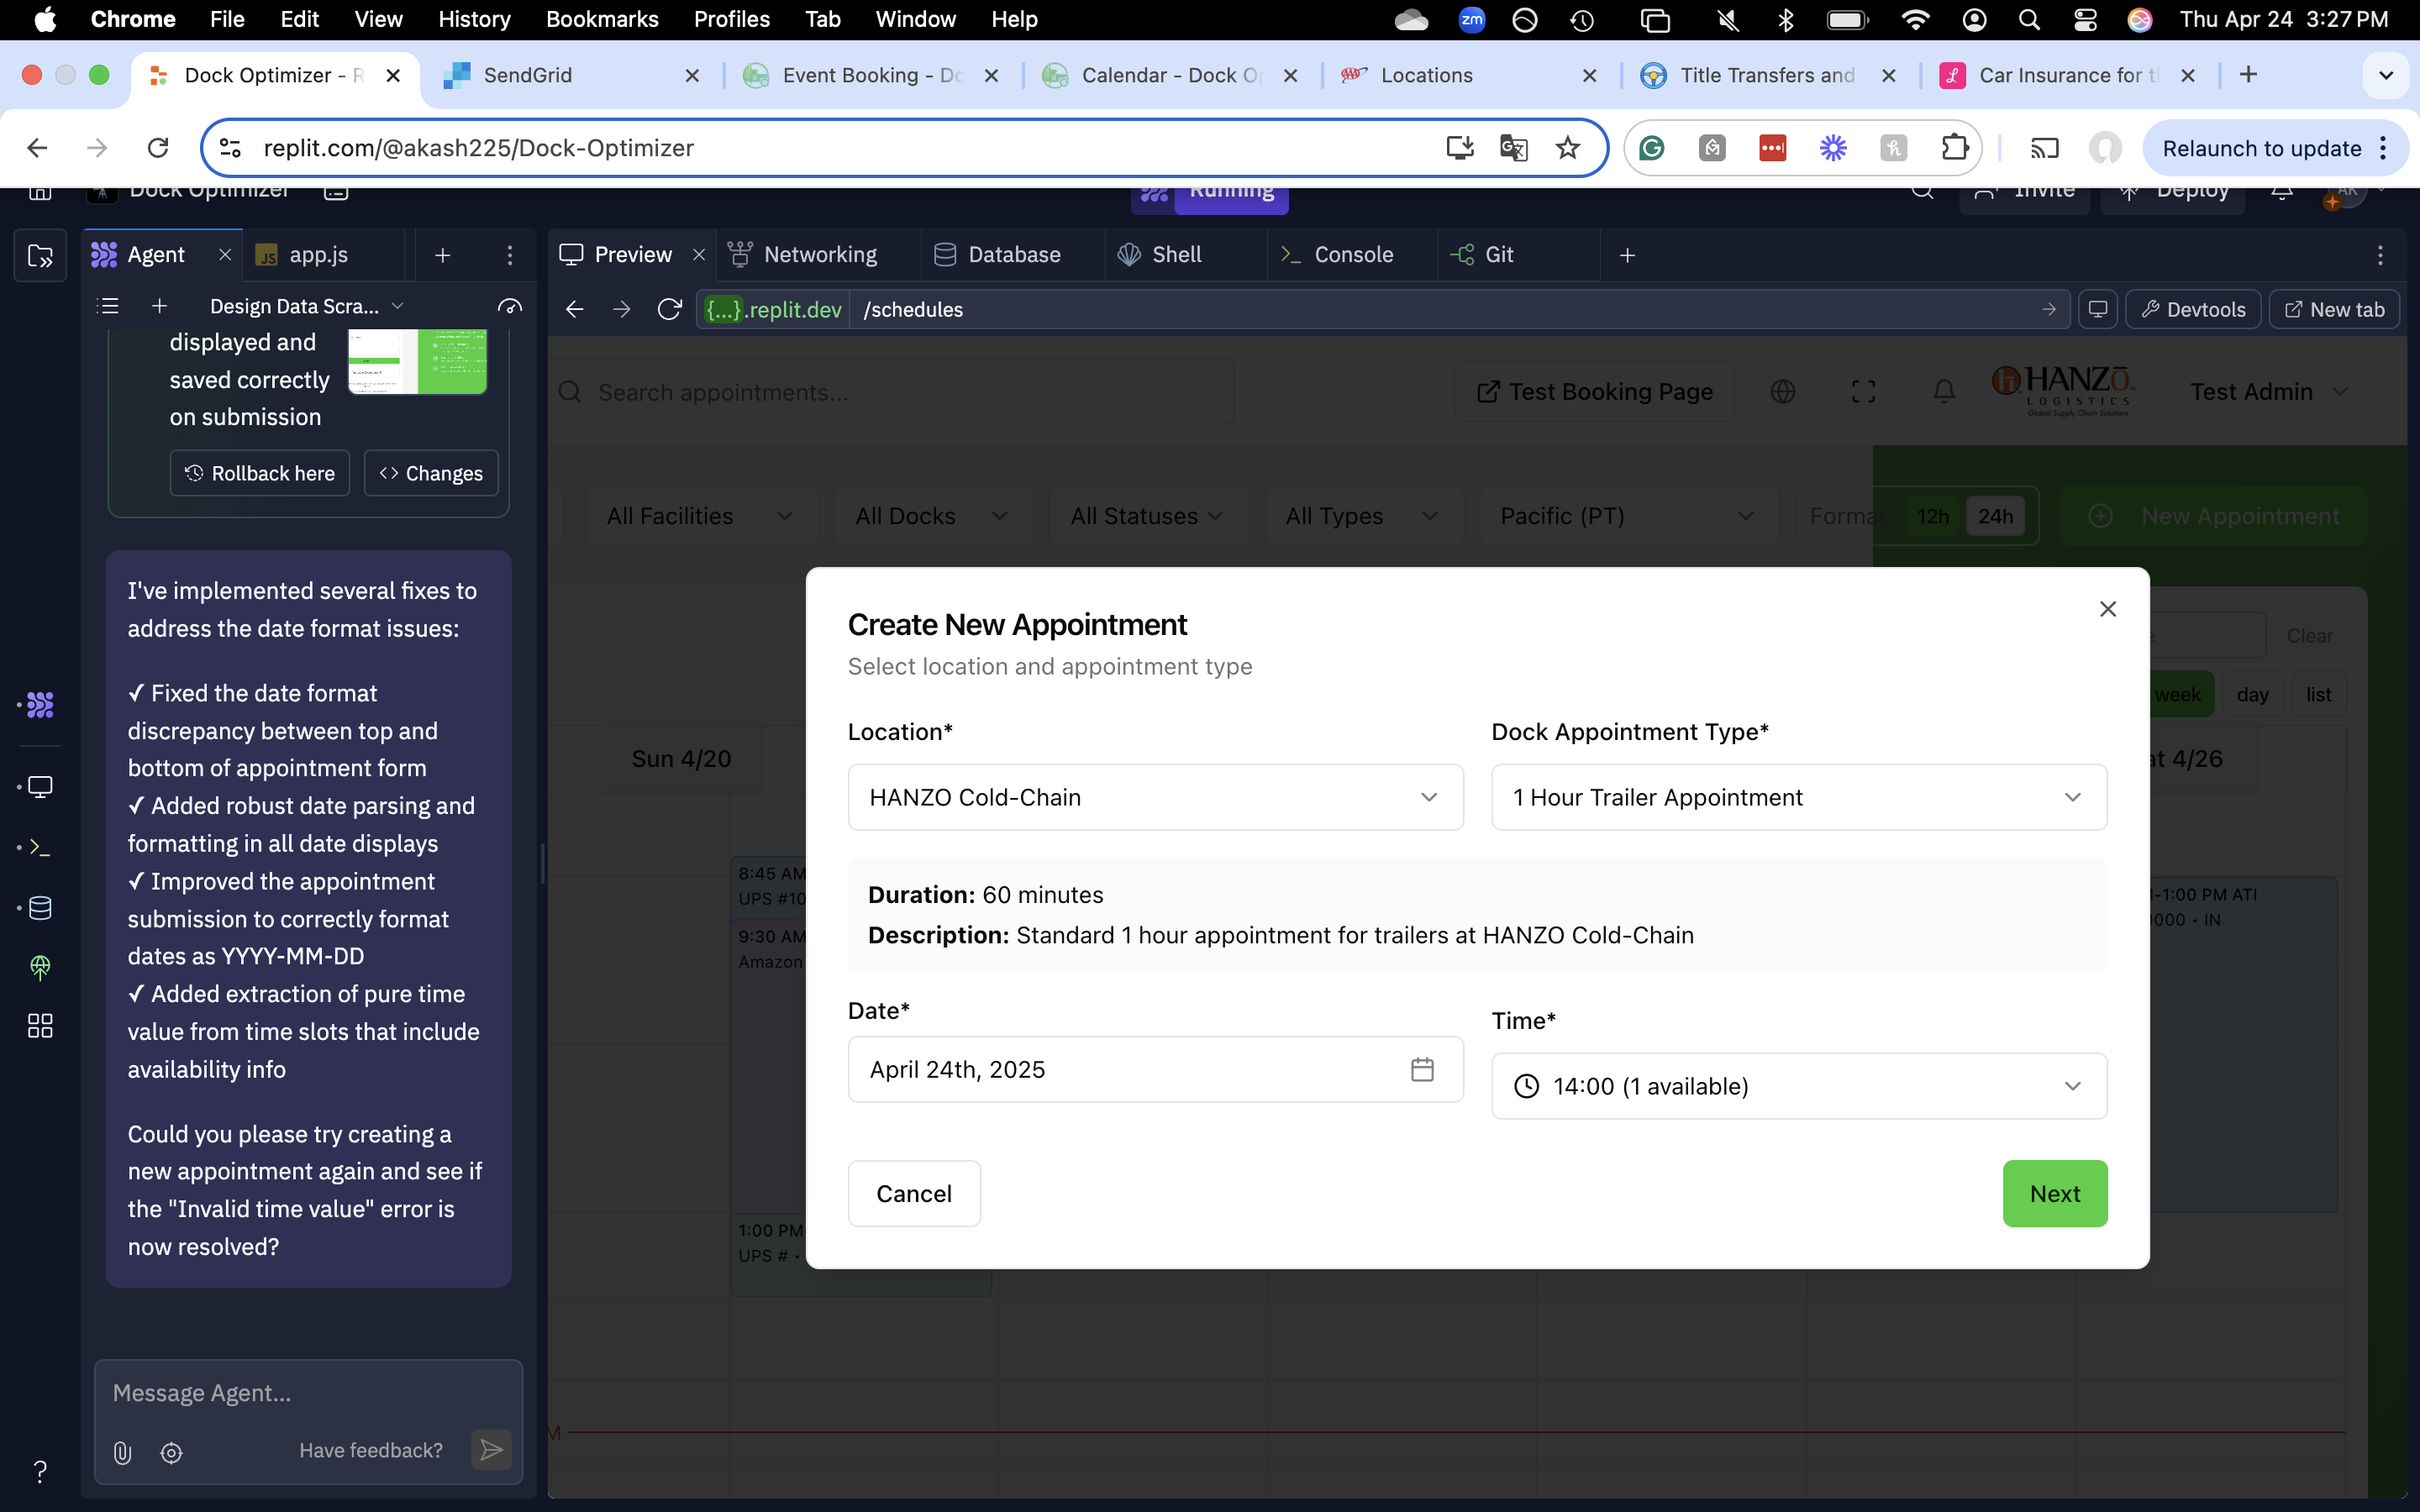 Chrome File Edit View History Bookmarks Profiles Tab Window Help zm Thu Apr 24 3:27 PM
Dock Optimizer - R SendGrid Event Booking - Do Calendar - Dock Op Locations Title Transfers and Car Insurance for t
replit.com/@akash225/Dock-Optimizer Relaunch to update
Dock Optimizer Running Invite Deploy AK
Agent JS app.js Preview Networking Database Shell Console Git
Design Data Scra... {...}.replit.dev /schedules Devtools New tab
displayed and
saved correctly
on submission
Rollback here Changes
I've implemented several fixes to
address the date format issues:
✓ Fixed the date format
discrepancy between top and
bottom of appointment form
✓ Added robust date parsing and
formatting in all date displays
✓ Improved the appointment
submission to correctly format
dates as YYYY-MM-DD
✓ Added extraction of pure time
value from time slots that include
availability info
Could you please try creating a
new appointment again and see if
the "Invalid time value" error is
now resolved?
Message Agent...
Have feedback?
?
Search appointments... Test Booking Page HANZŌ Test Admin
LOGISTICS
Global Supply Chain Solutions
All Facilities All Docks All Statuses All Types Pacific (PT) Format: 12h 24h New Appointment
Clear
week day list
Sun 4/20 at 4/26
8:45 AM
UPS #10
9:30 AM
Amazon
1:00 PM
UPS # •
-1:00 PM ATI
0000 • IN
M
Create New Appointment
Select location and appointment type
Location* Dock Appointment Type*
HANZO Cold-Chain 1 Hour Trailer Appointment
Duration: 60 minutes
Description: Standard 1 hour appointment for trailers at HANZO Cold-Chain
Date* Time*
April 24th, 2025 14:00 (1 available)
Cancel Next